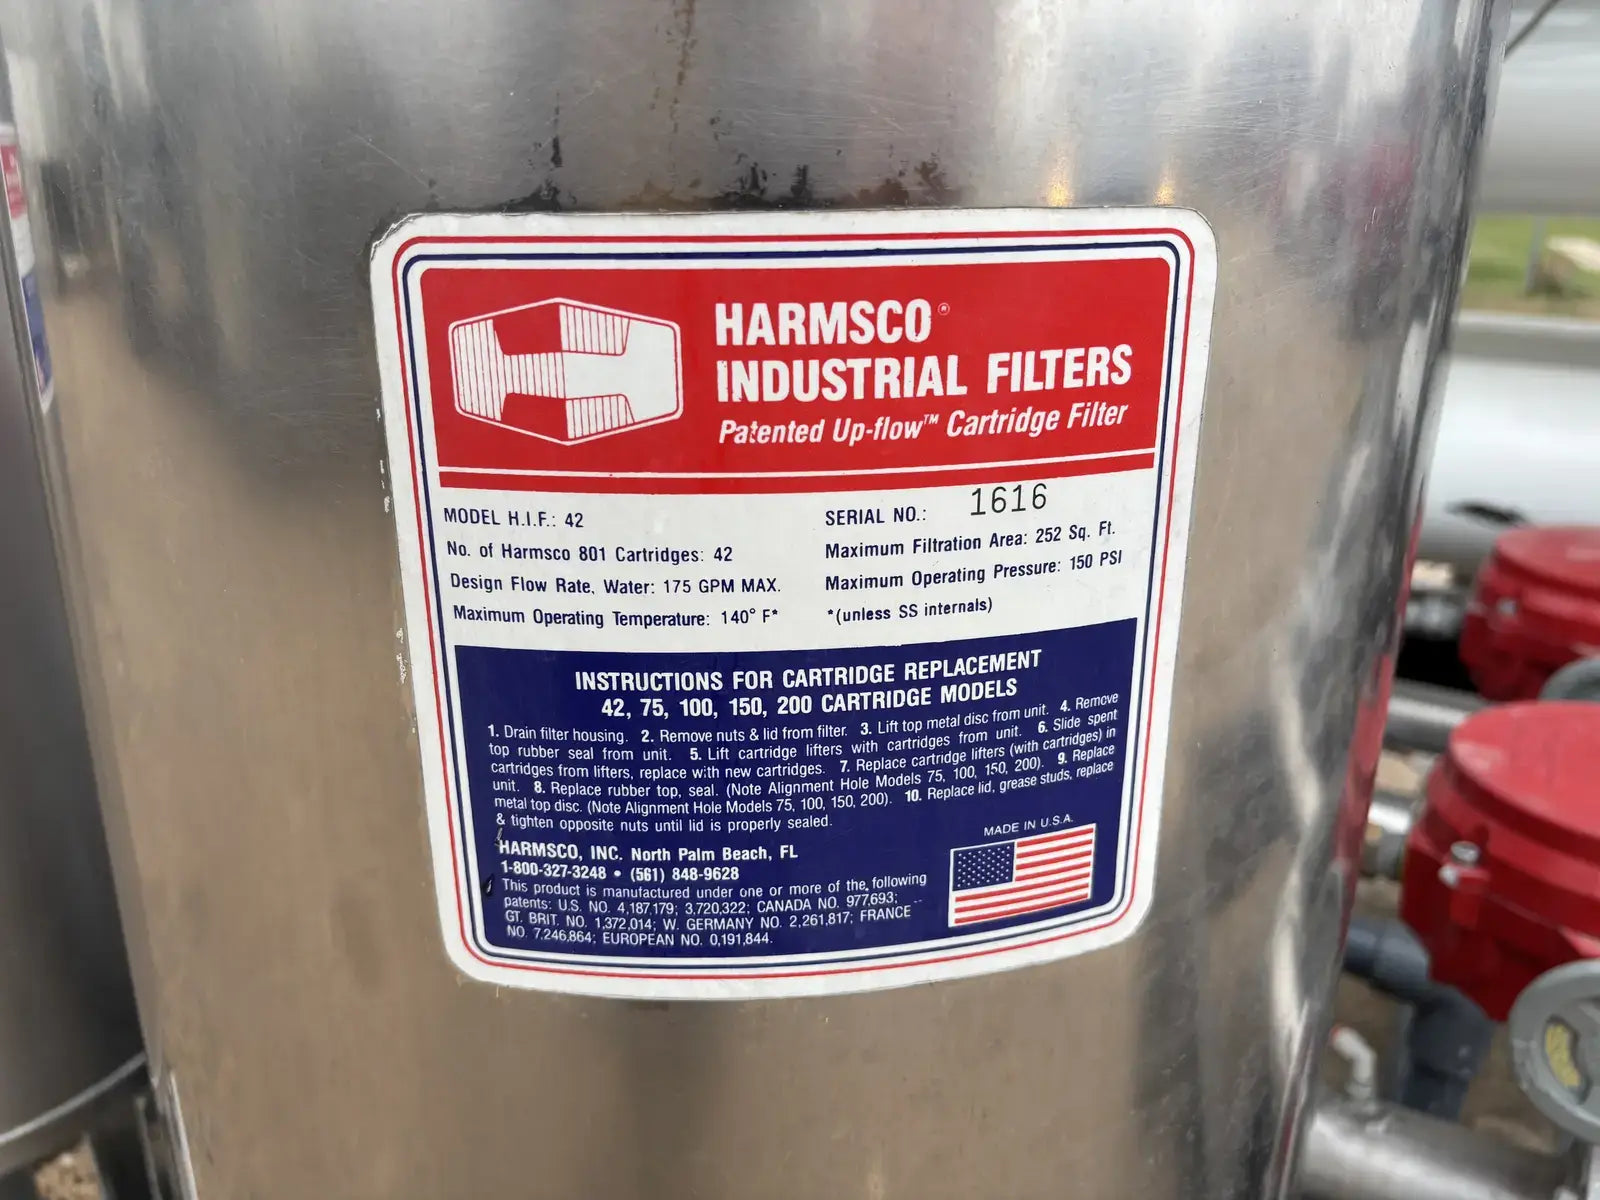 HARMSCO®
INDUSTRIAL FILTERS
Patented Up-flow™ Cartridge Filter
MODEL H.I.F.: 42
No. of Harmsco 801 Cartridges: 42
Design Flow Rate, Water: 175 GPM MAX.
Maximum Operating Temperature: 140° F*
SERIAL NO.: 1616
Maximum Filtration Area: 252 Sq. Ft.
Maximum Operating Pressure: 150 PSI
*(unless SS internals)
INSTRUCTIONS FOR CARTRIDGE REPLACEMENT
42, 75, 100, 150, 200 CARTRIDGE MODELS
1. Drain filter housing. 2. Remove nuts & lid from filter. 3. Lift top metal disc from unit. 4. Remove
top rubber seal from unit. 5. Lift cartridge lifters with cartridges from unit. 6. Slide spent
cartridges from lifters, replace with new cartridges. 7. Replace cartridge lifters (with cartridges) in
unit. 8. Replace rubber top, seal. (Note Alignment Hole Models 75, 100, 150, 200). 9. Replace
metal top disc. (Note Alignment Hole Models 75, 100, 150, 200). 10. Replace lid, grease studs, replace
& tighten opposite nuts until lid is properly sealed.
HARMSCO, INC. North Palm Beach, FL
1-800-327-3248 • (561) 848-9628
This product is manufactured under one or more of the following
patents: U.S. NO. 4,187,179; 3,720,322; CANADA NO. 977,693;
GT. BRIT. NO. 1,372,014; W. GERMANY NO. 2,261,817; FRANCE
NO. 7,246,864; EUROPEAN NO. 0,191,844.
MADE IN U.S.A.